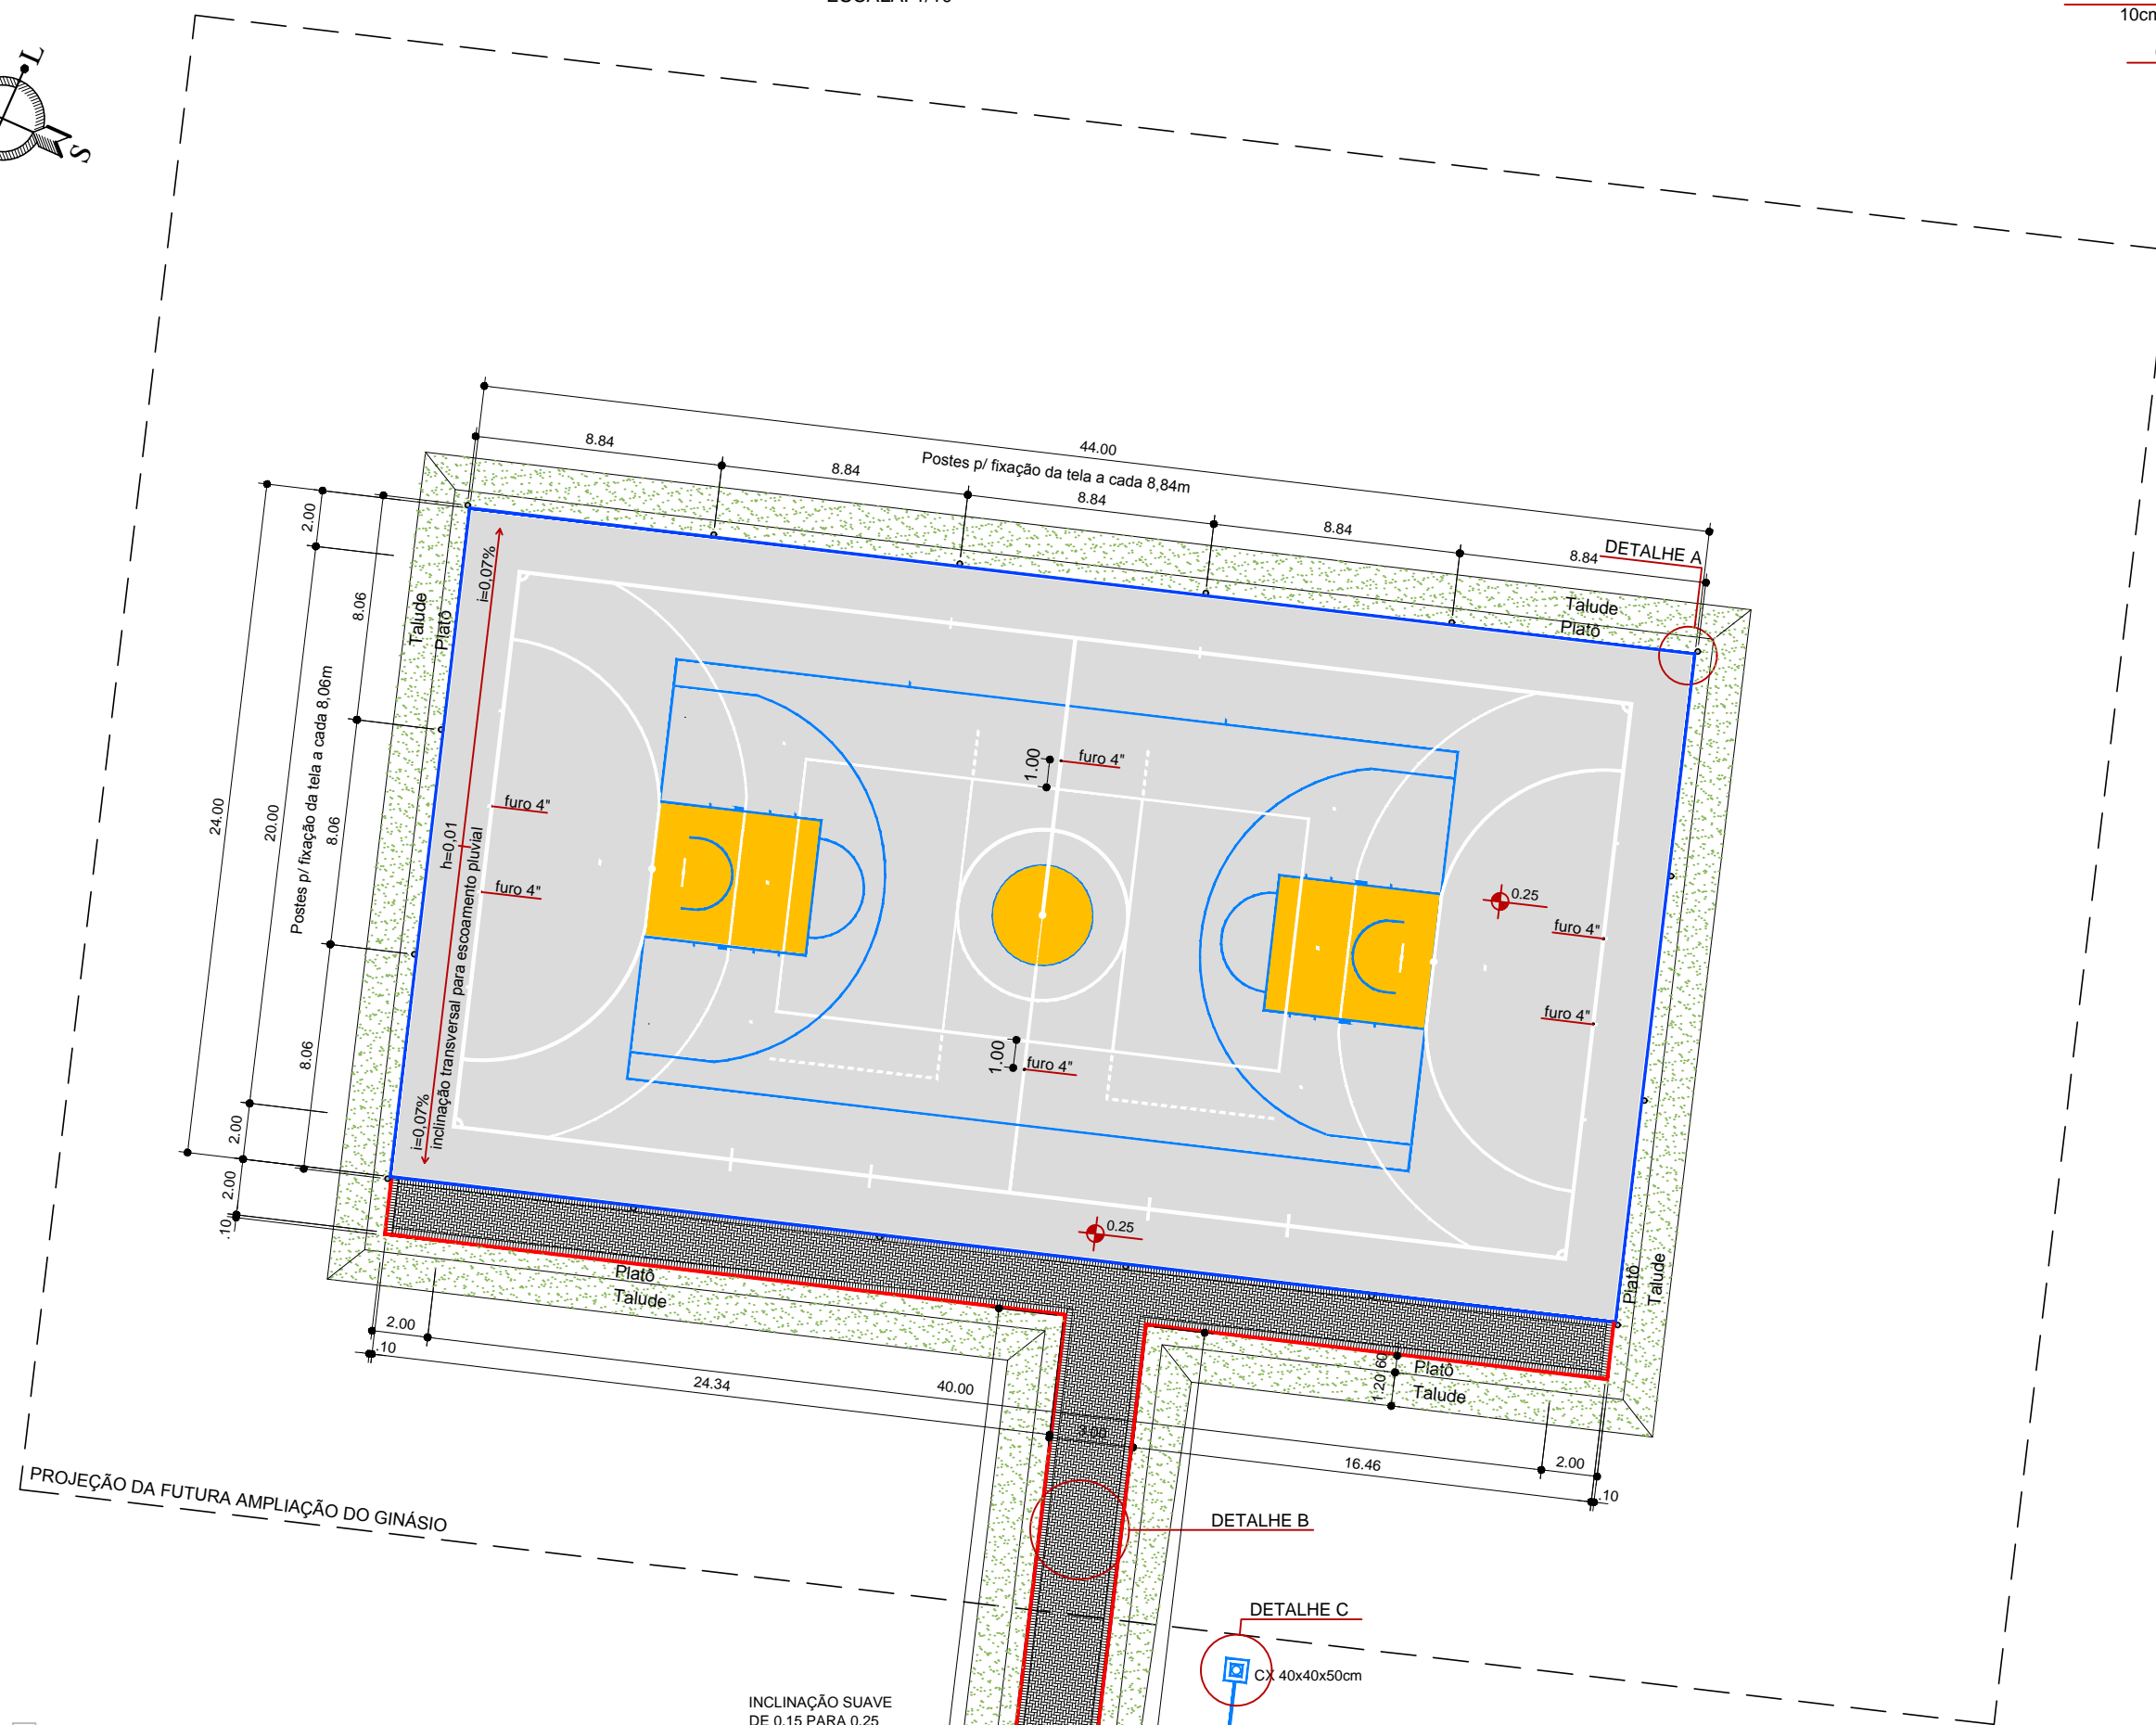 10cm
L
S
44.00
8.84
Postes p/ fixação da tela a cada 8,84m
8.84
8.84
8.84
8.84
DETALHE A
2.00
8.06
Talude
Platô
i=0,07%
Talude
Platô
24.00
20.00
Postes p/ fixação da tela a cada 8,06m
8.06
h=0,01
inclinação transversal para escoamento pluvial
furo 4"
furo 4"
1.00
furo 4"
0.25
furo 4"
furo 4"
1.00
furo 4"
8.06
2.00
i=0,07%
2.00
.10
0.25
Platô
Talude
Platô
Talude
2.00
.10
24.34
40.00
3.00
.60
1.20
Platô
Talude
16.46
2.00
.10
PROJEÇÃO DA FUTURA AMPLIAÇÃO DO GINÁSIO
DETALHE B
DETALHE C
CX 40x40x50cm
INCLINAÇÃO SUAVE
DE 0,15 PARA 0,25